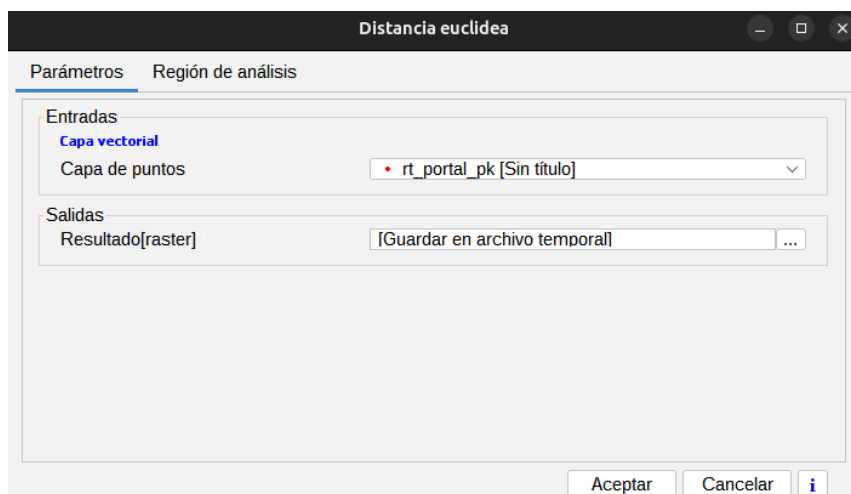 Distancia euclidea
Parámetros Región de análisis
Entradas
Capa vectorial
Capa de puntos rt_portal_pk [Sin título]
Salidas
Resultado[raster] [Guardar en archivo temporal] ...
Aceptar Cancelar i